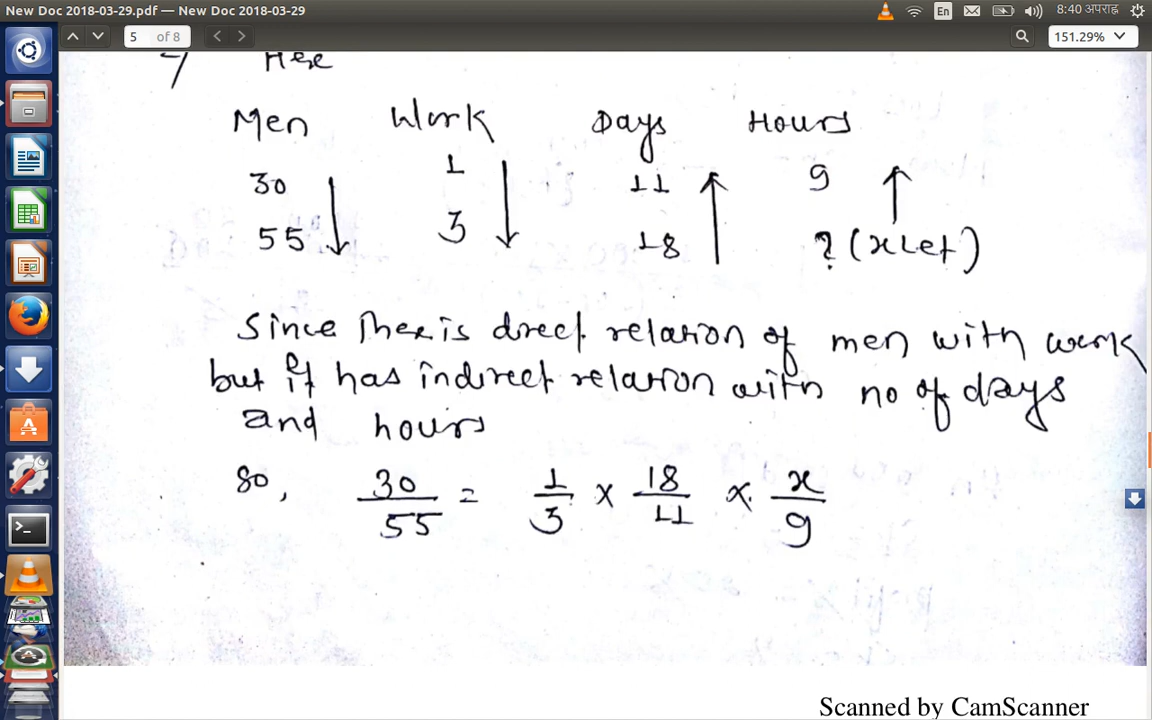 New Doc 2018-03-29.pdf — New Doc 2018-03-29
En
8:40 अपराह्न
5 of 8
151.29%
Here
Men Work Days Hours
30 1 11 9
55 3 18 ? (x Let)
Since Ther is direct relation of men with work
but it has indirect relation with no of days
and hours
So, 30/55 = 1/3 × 18/11 × x/9
Scanned by CamScanner